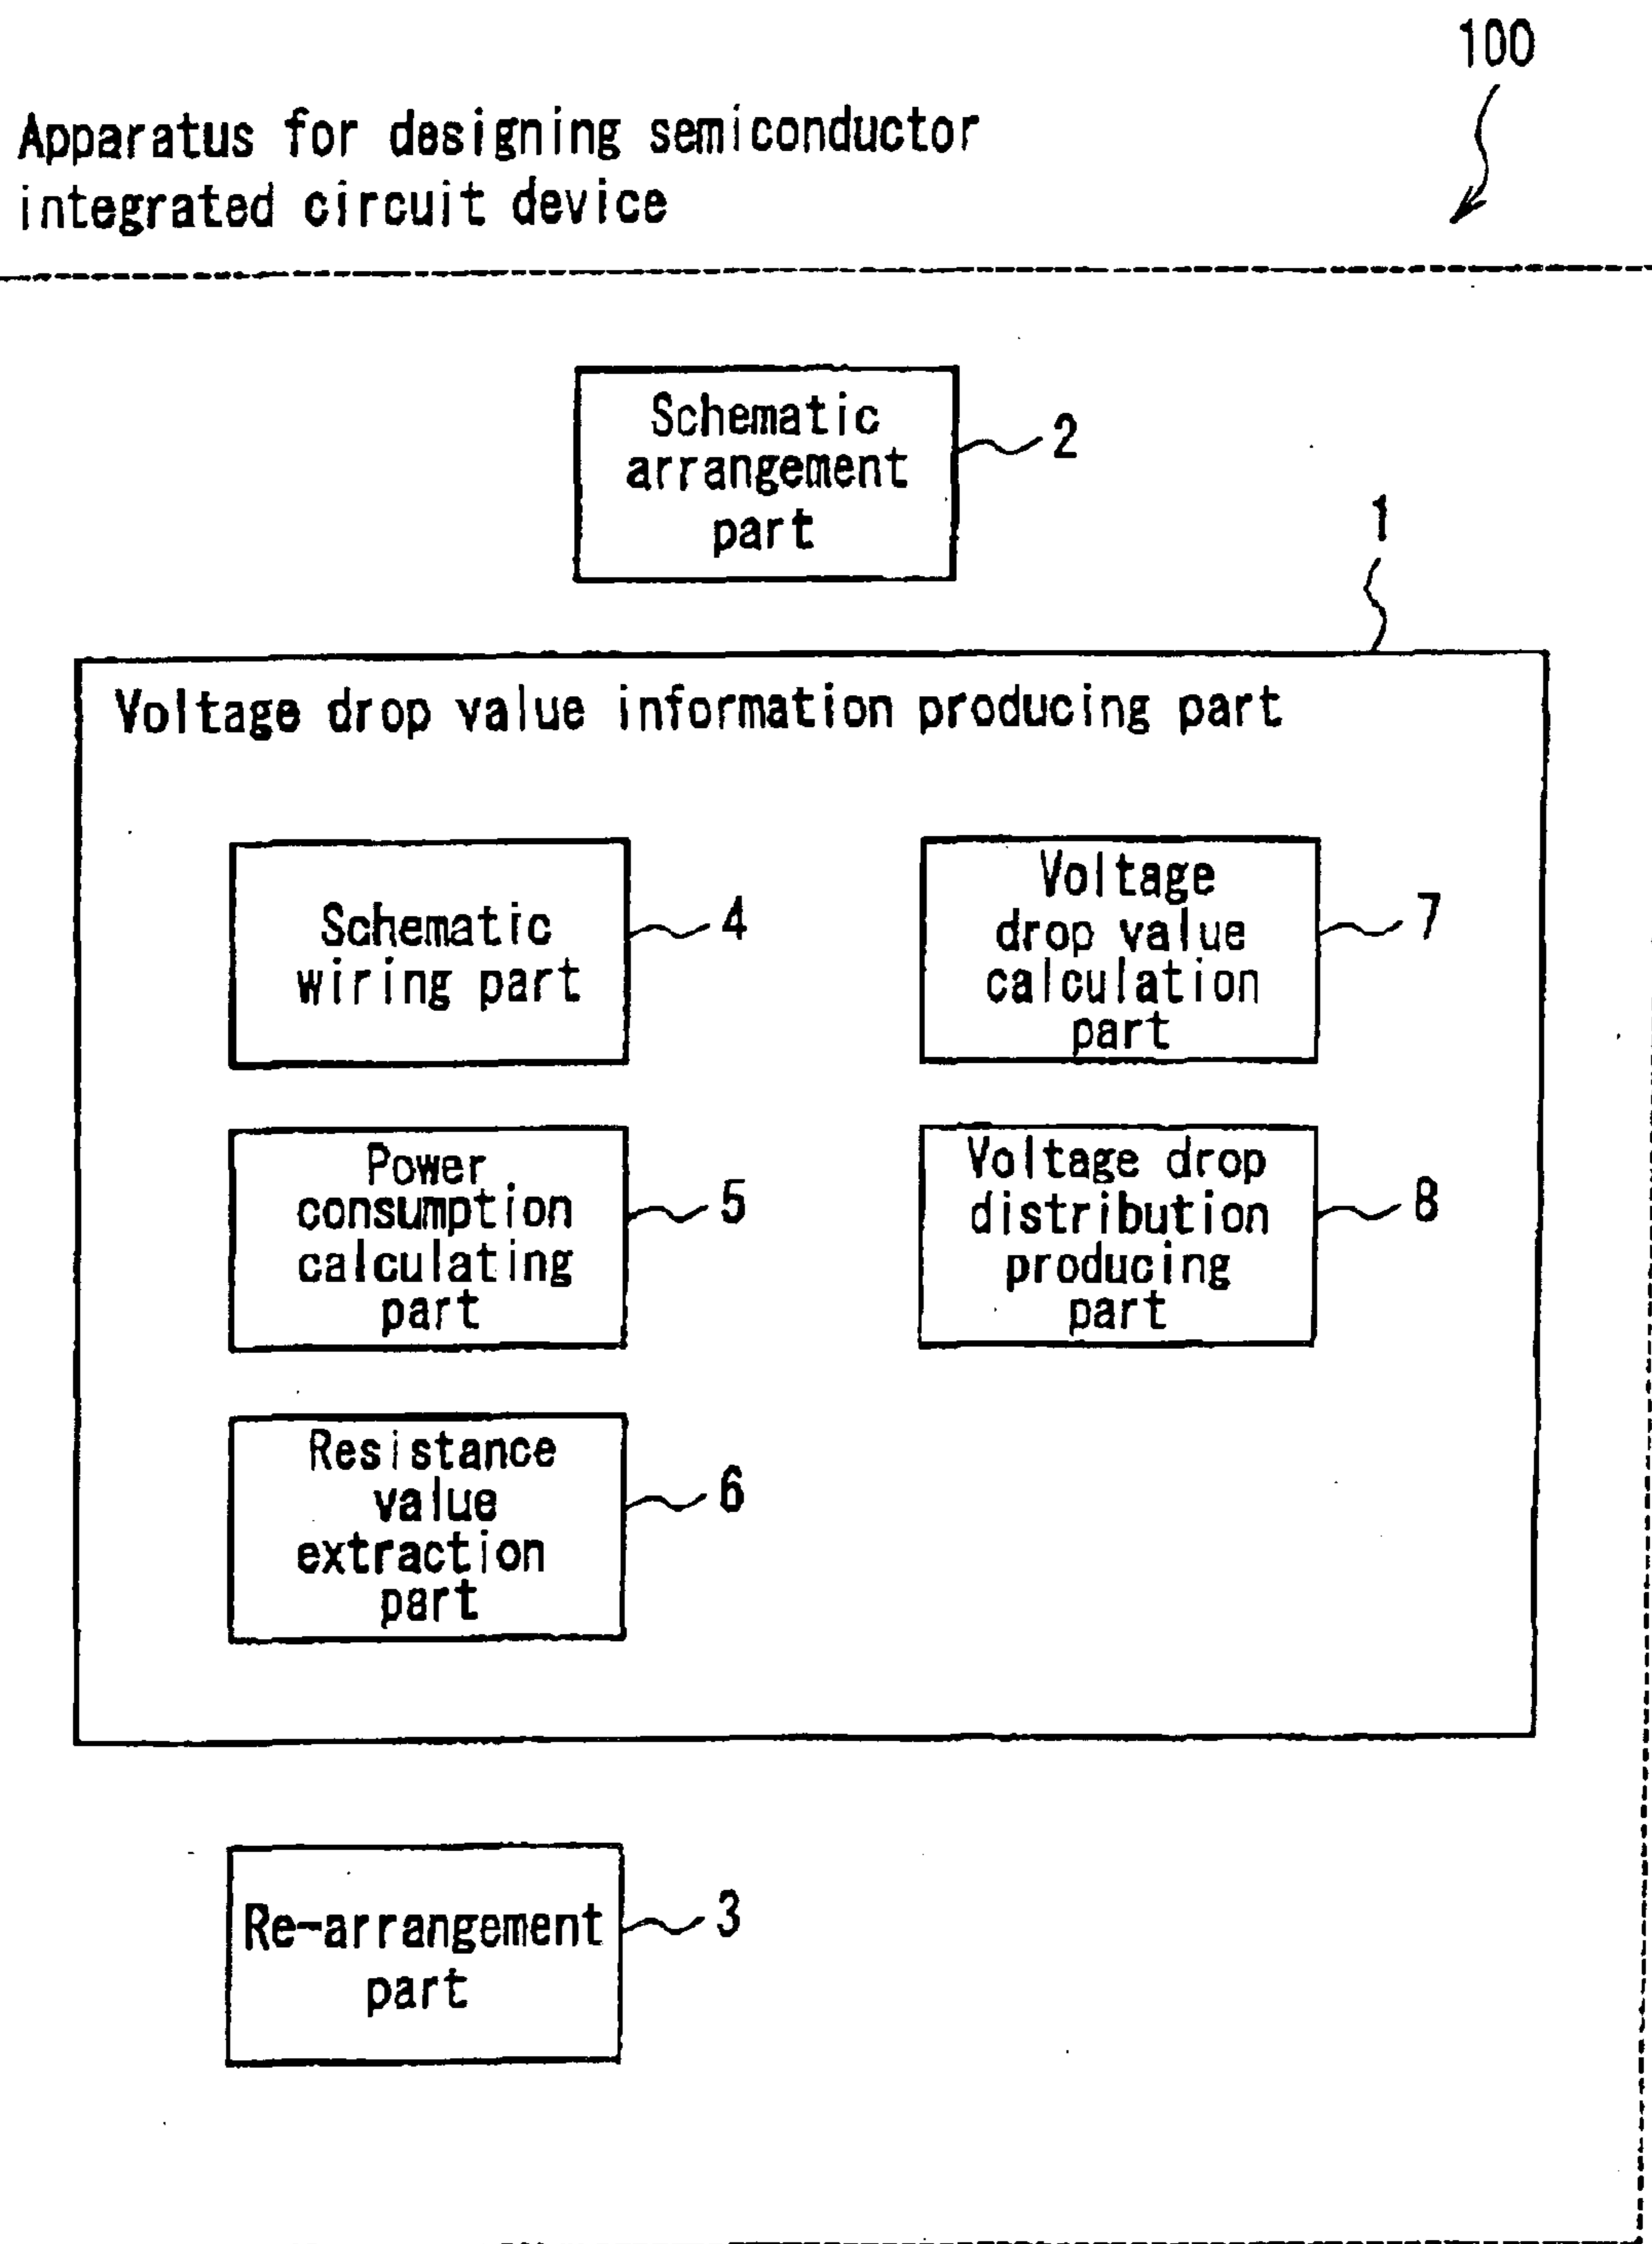 100
Apparatus for designing semiconductor
integrated circuit device
Schematic
arrangement
part
2
1
Voltage drop value information producing part
Schematic
wiring part
4
Voltage
drop value
calculation
part
7
Power
consumption
calculating
part
5
Voltage drop
distribution
producing
part
8
Resistance
value
extraction
part
6
Re-arrangement
part
3